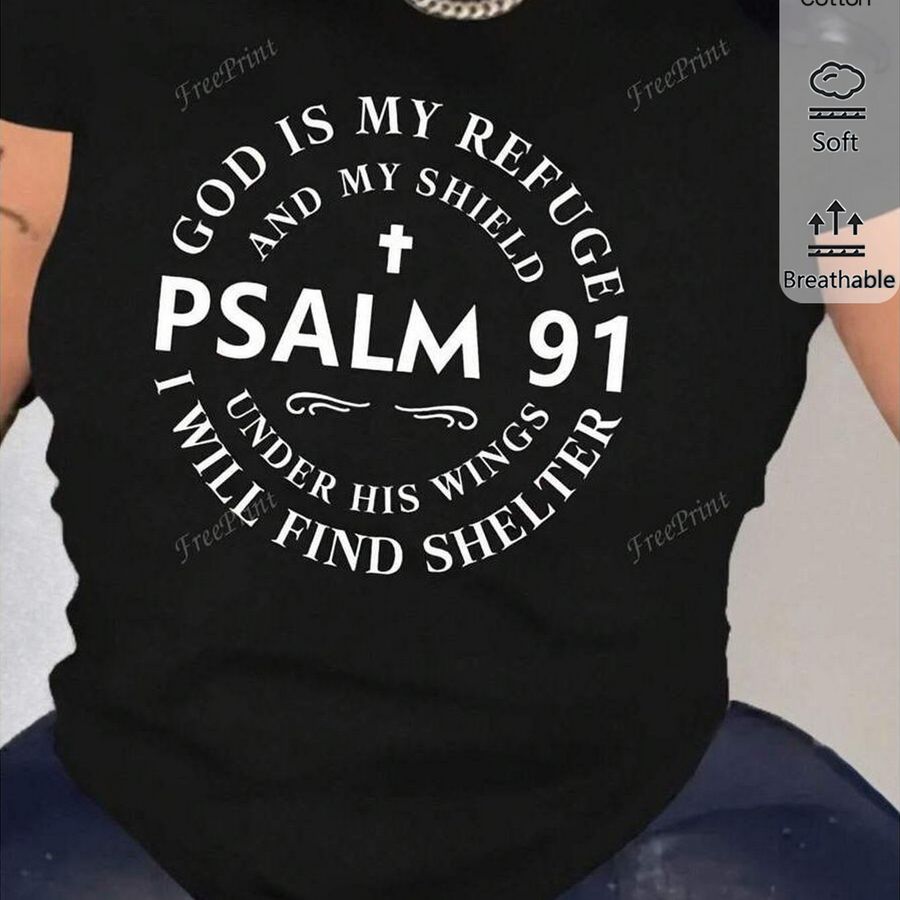 Cotton
Soft
Breathable
FreePrint
FreePrint
GOD IS MY REFUGE
AND MY SHIELD
PSALM 91
UNDER HIS WINGS
I WILL FIND SHELTER
FreePrint
FreePrint